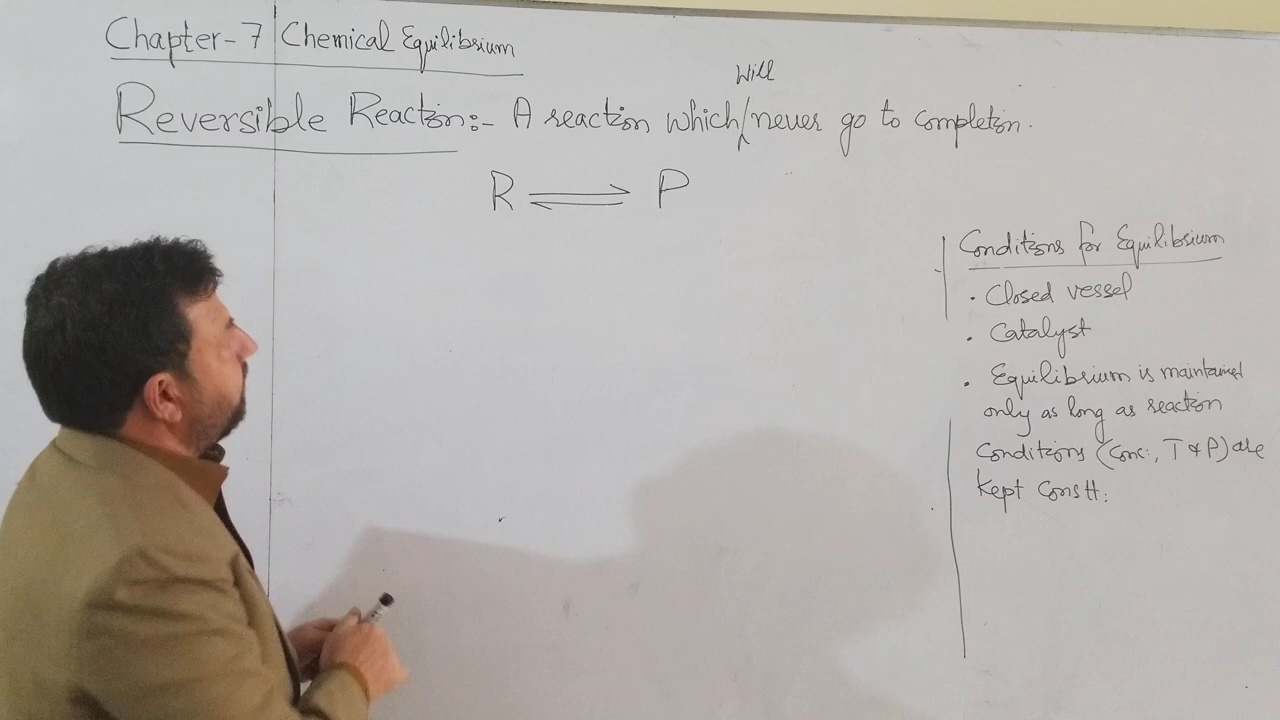 Chapter-7 Chemical Equilibrium
Will
Reversible Reaction:- A reaction which never go to completion.
R ⇌ P
Conditions for Equilibrium
• Closed vessel
• Catalyst
• Equilibrium is maintained
only as long as reaction
Conditions (Conc:, T & P) are
Kept Constt: